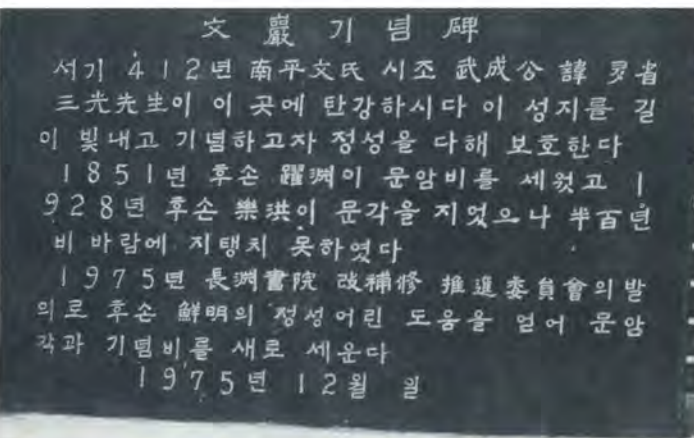 文巖기념碑
서기 412년 南平文氏 시조 武成公 諱 多省
三光先生이 이 곳에 탄강하시다 이 성지를 길
이 빛내고 기념하고자 정성을 다해 보호한다
1851년 후손 躍淵이 문암비를 세웠고 1
928년 후손 樂洪이 문각을 지었으나 半百년
비 바람에 지탱치 못하였다
1975년 長淵書院 改補修 推進委員會의발
의로 후손 鮮明의 정성어린 도움을 얻어 문암
각과 기념비를 새로 세운다
1975년 12월 일